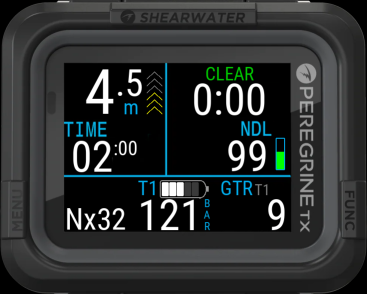 SHEARWATER
4.5 m
CLEAR
0:00
TIME
02:00
NDL
99
T1
GTR T1
Nx32
121 BAR
9
MENU
FUNC
PEREGRINE TX